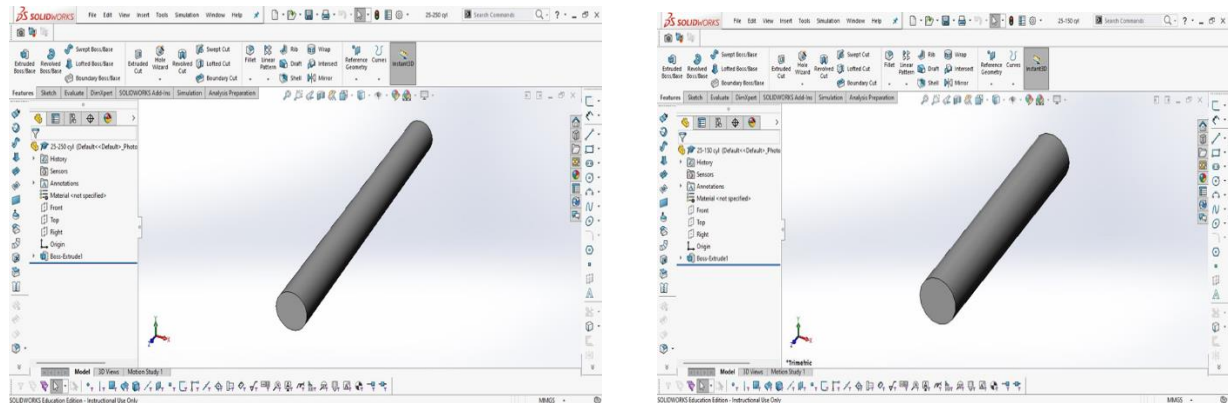 SOLIDWORKS File Edit View Insert Tools Simulation Window Help 25-250 cyl Search Commands
Extruded Boss/Base
Revolved Boss/Base
Swept Boss/Base
Lofted Boss/Base
Boundary Boss/Base
Extruded Cut
Hole Wizard
Revolved Cut
Swept Cut
Lofted Cut
Boundary Cut
Fillet
Linear Pattern
Rib
Draft
Shell
Wrap
Intersect
Mirror
Reference Geometry
Curves
Instant3D
Features Sketch Evaluate DimXpert SOLIDWORKS Add-Ins Simulation Analysis Preparation
25-250 cyl (Default<<Default>_Photo
History
Sensors
Annotations
Material <not specified>
Front
Top
Right
Origin
Boss-Extrude1
Model 3D Views Motion Study 1
SOLIDWORKS Education Edition - Instructional Use Only MMGS
SOLIDWORKS File Edit View Insert Tools Simulation Window Help 25-150 cyl Search Commands
Extruded Boss/Base
Revolved Boss/Base
Swept Boss/Base
Lofted Boss/Base
Boundary Boss/Base
Extruded Cut
Hole Wizard
Revolved Cut
Swept Cut
Lofted Cut
Boundary Cut
Fillet
Linear Pattern
Rib
Draft
Shell
Wrap
Intersect
Mirror
Reference Geometry
Curves
Instant3D
Features Sketch Evaluate DimXpert SOLIDWORKS Add-Ins Simulation Analysis Preparation
25-150 cyl (Default<<Default>_Photo
History
Sensors
Annotations
Material <not specified>
Front
Top
Right
Origin
Boss-Extrude1
*Trimetric
Model 3D Views Motion Study 1
SOLIDWORKS Education Edition - Instructional Use Only MMGS